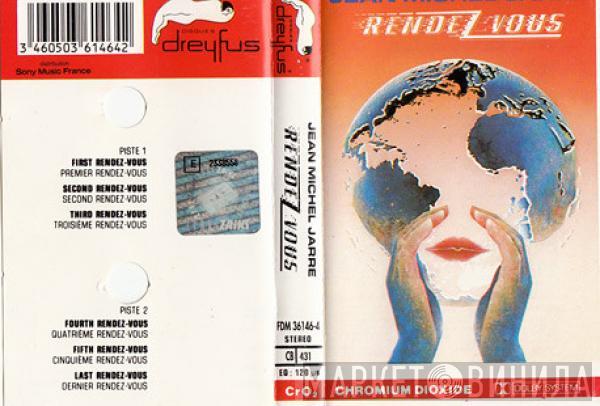 3 460503 614642
DISQUES
dreyfus
distribution
Sony Music France
PISTE 1
FIRST RENDEZ-VOUS
PREMIER RENDEZ-VOUS
SECOND RENDEZ-VOUS
SECOND RENDEZ-VOUS
THIRD RENDEZ-VOUS
TROISIÈME RENDEZ-VOUS
PISTE 2
FOURTH RENDEZ-VOUS
QUATRIÈME RENDEZ-VOUS
FIFTH RENDEZ-VOUS
CINQUIÈME RENDEZ-VOUS
LAST RENDEZ-VOUS
DERNIER RENDEZ-VOUS
ZAIKS
dreyfus
JEAN MICHEL JARRE
RENDEZ VOUS
FDM 36146-4
STEREO
CB 431
EQ: 120 µs
CrO₂
RENDEZ VOUS
CHROMIUM DIOXIDE
DOLBY SYSTEM
МАРКЕТ ВИНИЛА